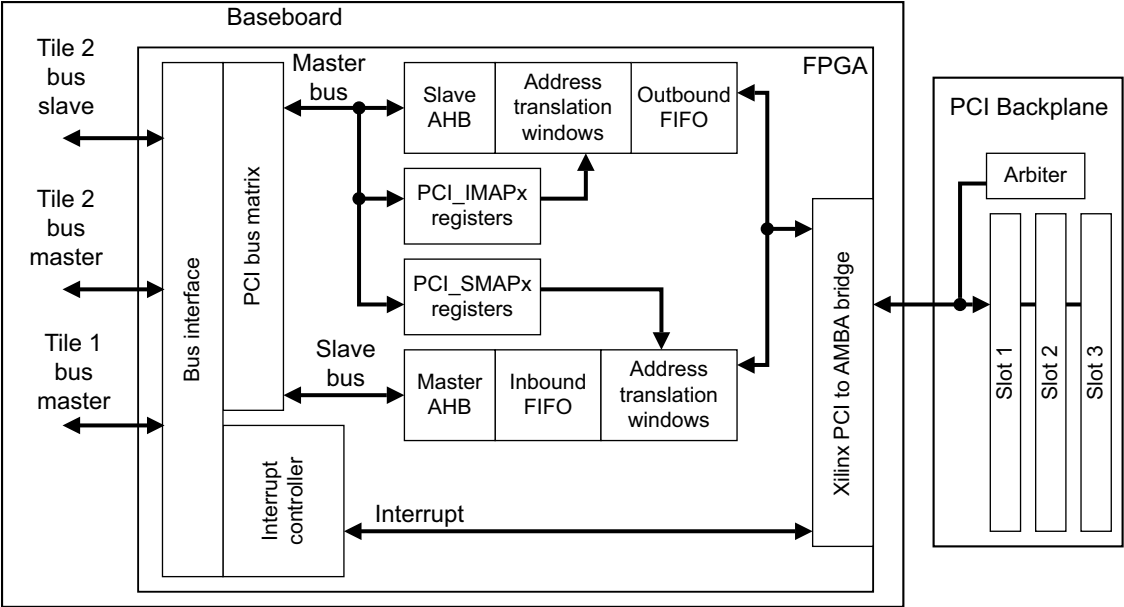 Baseboard
Tile 2
bus
slave
Tile 2
bus
master
Tile 1
bus
master
FPGA
Bus interface
PCI bus matrix
Master
bus
Slave
AHB
Address
translation
windows
Outbound
FIFO
PCI_IMAPx
registers
PCI_SMAPx
registers
Slave
bus
Master
AHB
Inbound
FIFO
Address
translation
windows
Interrupt
controller
Interrupt
Xilinx PCI to AMBA bridge
PCI Backplane
Arbiter
Slot 1
Slot 2
Slot 3